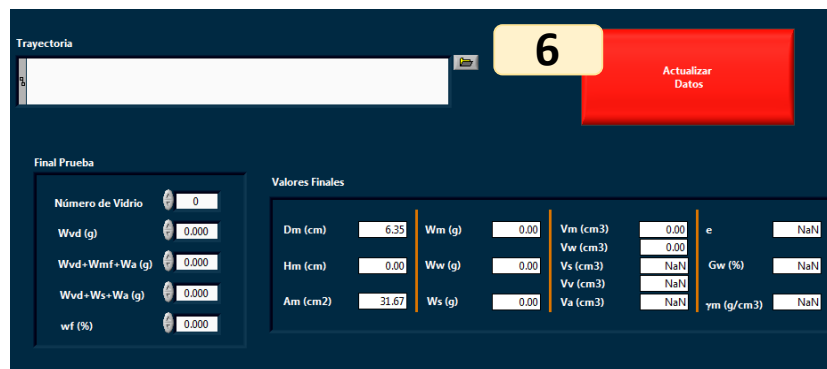 Trayectoria
6
Actualizar
Datos
Final Prueba
Número de Vidrio 0
Wvd (g) 0.000
Wvd+Wmf+Wa (g) 0.000
Wvd+Ws+Wa (g) 0.000
wf (%) 0.000
Valores Finales
Dm (cm) 6.35 Wm (g) 0.00 Vm (cm3) 0.00 e NaN
Vw (cm3) 0.00
Hm (cm) 0.00 Ww (g) 0.00 Vs (cm3) NaN Gw (%) NaN
Vv (cm3) NaN
Am (cm2) 31.67 Ws (g) 0.00 Va (cm3) NaN γm (g/cm3) NaN